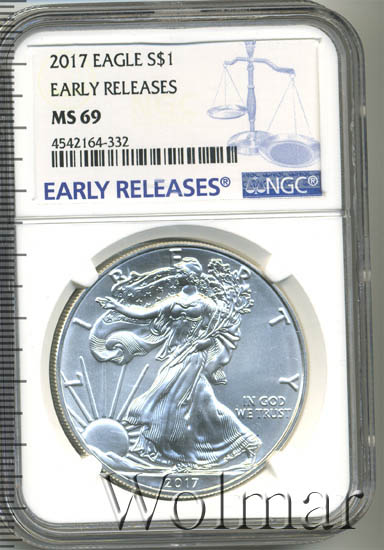 2017 EAGLE S$1
EARLY RELEASES
MS 69
4542164-332
EARLY RELEASES®
NGC®
LIBERTY
IN GOD
WE TRUST
2017
Wolmar